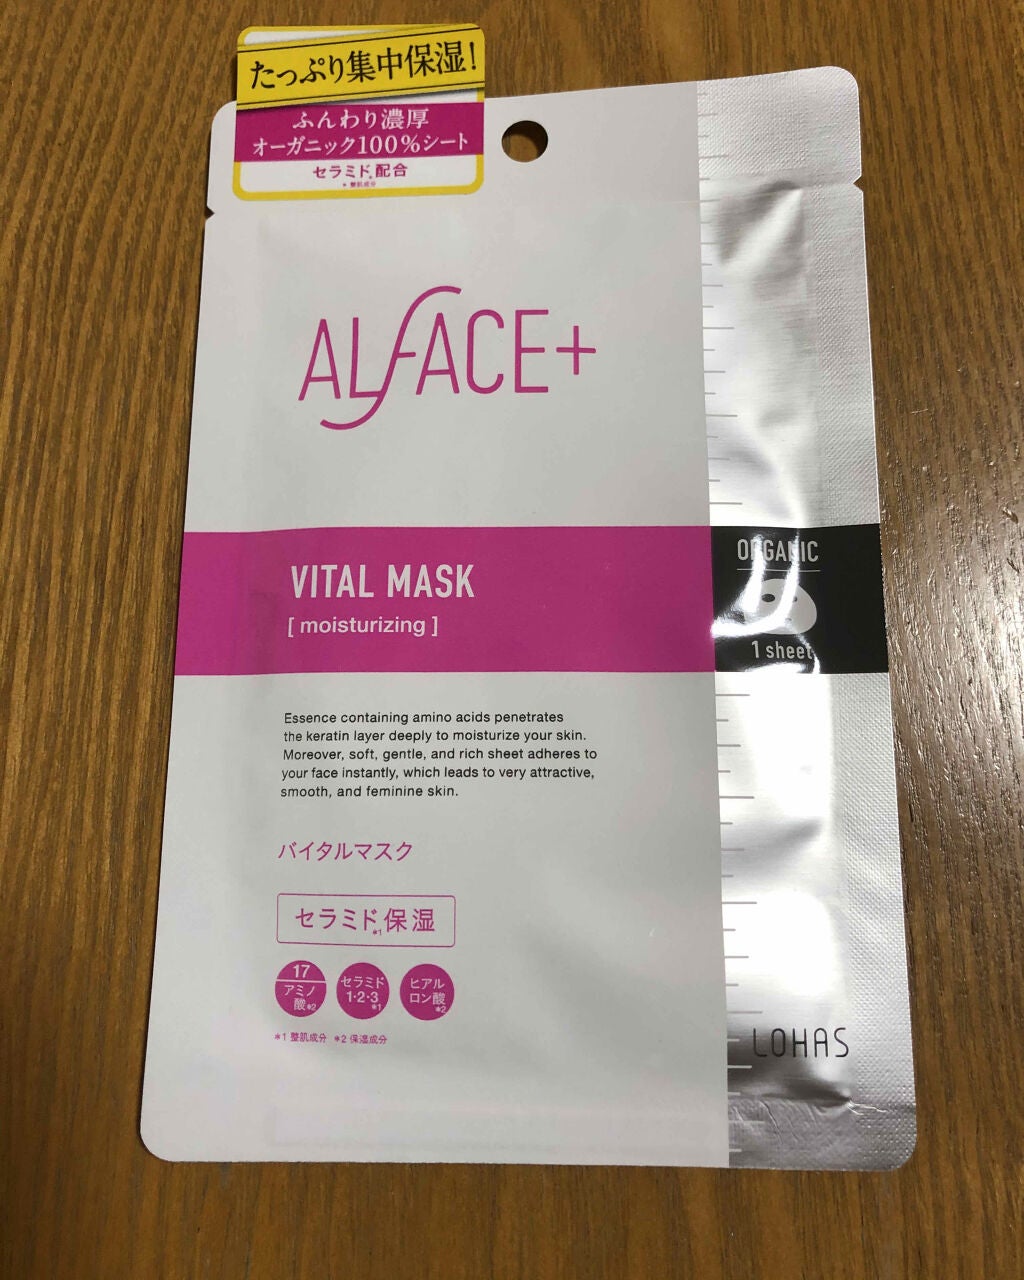 たっぷり集中保湿!
ふんわり濃厚
オーガニック100%シート
セラミド*配合
* 整肌成分
ALFACE+
VITAL MASK
[ moisturizing ]
ORGANIC
1 sheet
Essence containing amino acids penetrates
the keratin layer deeply to moisturize your skin.
Moreover, soft, gentle, and rich sheet adheres to
your face instantly, which leads to very attractive,
smooth, and feminine skin.
バイタルマスク
セラミド*1保湿
17
アミノ
酸*2
セラミド
1・2・3
*1
ヒアル
ロン酸
*2
*1 整肌成分 *2 保湿成分
LOHAS